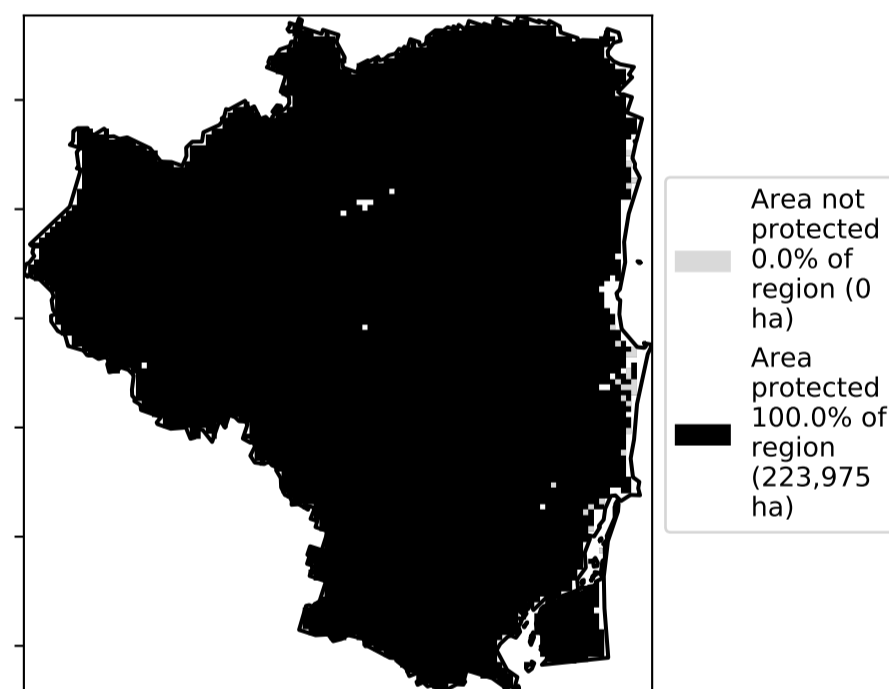 Area not
protected
0.0% of
region (0
ha)
Area
protected
100.0% of
region
(223,975
ha)